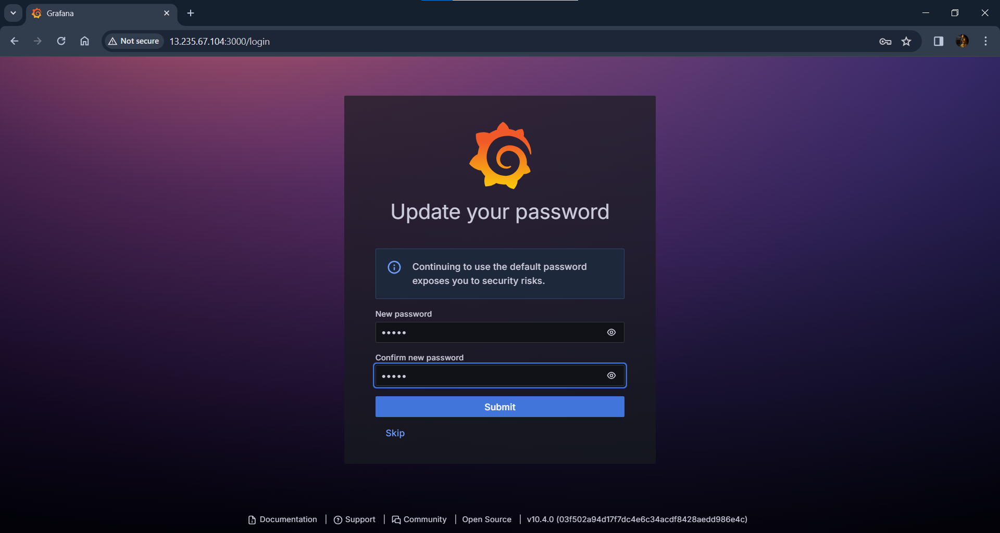 Grafana
Not secure
13.235.67.104:3000/login
Update your password
Continuing to use the default password
exposes you to security risks.
New password
•••••
Confirm new password
•••••
Submit
Skip
Documentation | Support | Community | Open Source | v10.4.0 (03f502a94d17f7dc4e6c34acdf8428aedd986e4c)